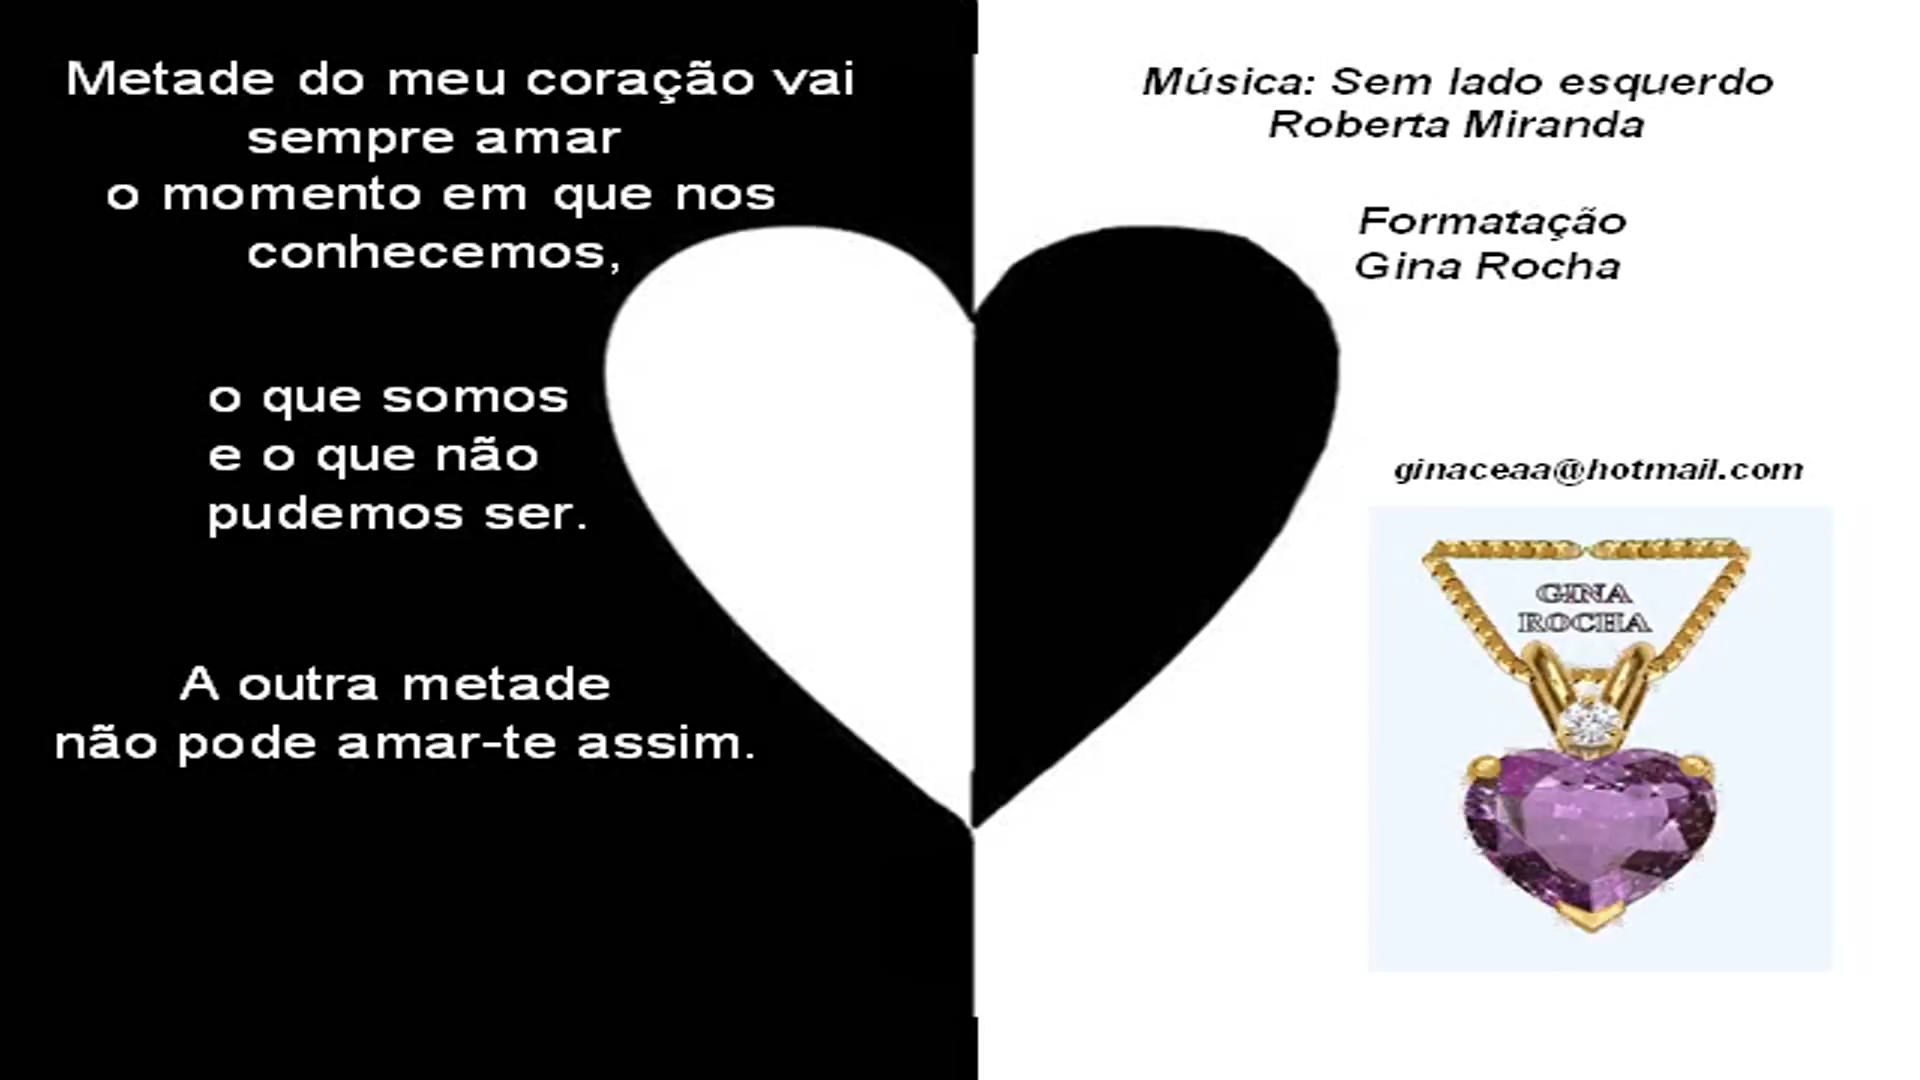 Metade do meu coração vai
sempre amar
o momento em que nos
conhecemos,
o que somos
e o que não
pudemos ser.
A outra metade
não pode amar-te assim.
Música: Sem lado esquerdo
Roberta Miranda
Formatação
Gina Rocha
ginaceaa@hotmail.com
GINA
ROCHA